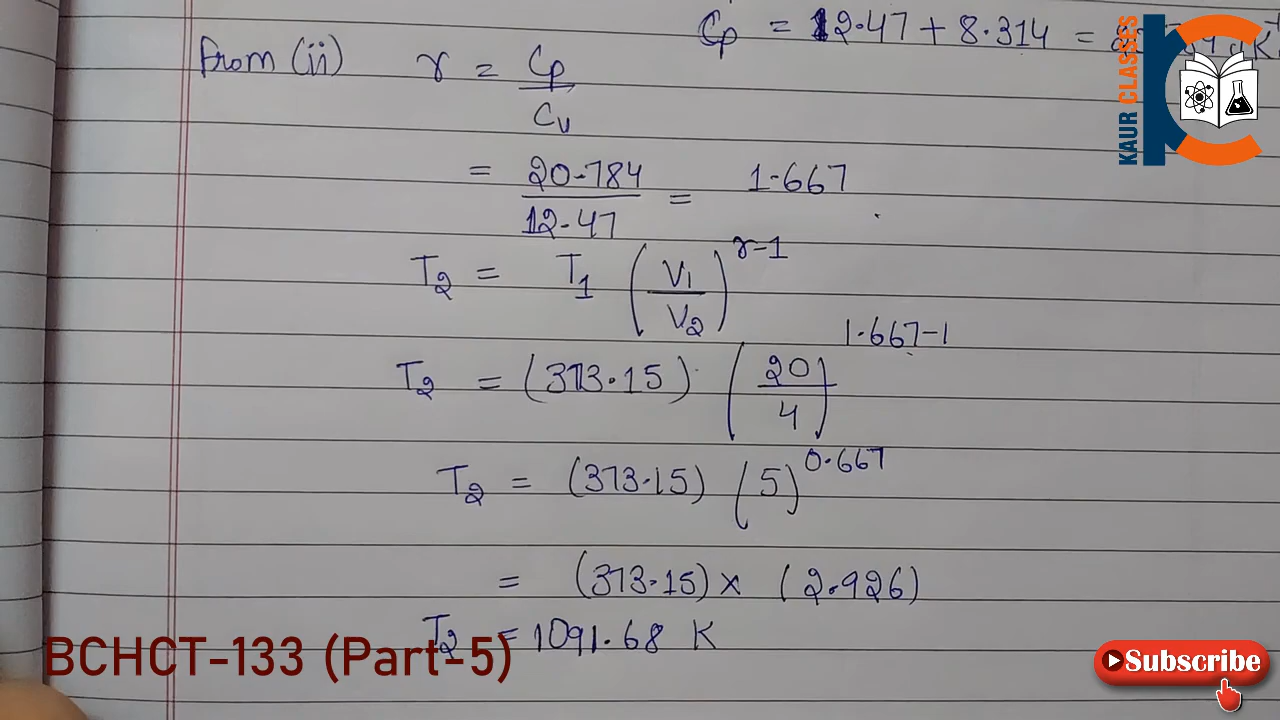 Cp = 12.47 + 8.314 =
From (ii) γ = Cp
Cv
= 20.784 = 1.667
12.47
T2 = T1 (V1/V2)^γ-1
T2 = (373.15) (20/4)^1.667-1
T2 = (373.15) (5)^0.667
= (373.15) x (2.926)
T2 = 1091.68 K
BCHCT-133 (Part-5)
KAUR CLASSES
Subscribe